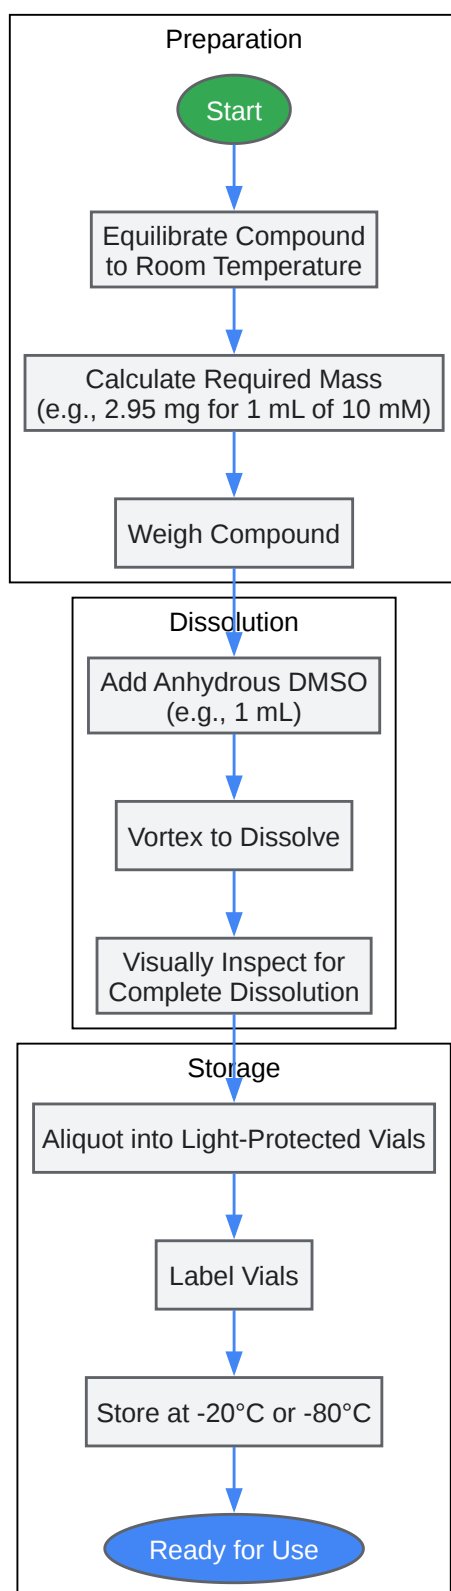 Preparation
Start
Equilibrate Compound
to Room Temperature
Calculate Required Mass
(e.g., 2.95 mg for 1 mL of 10 mM)
Weigh Compound
Dissolution
Add Anhydrous DMSO
(e.g., 1 mL)
Vortex to Dissolve
Visually Inspect for
Complete Dissolution
Storage
Aliquot into Light-Protected Vials
Label Vials
Store at -20°C or -80°C
Ready for Use